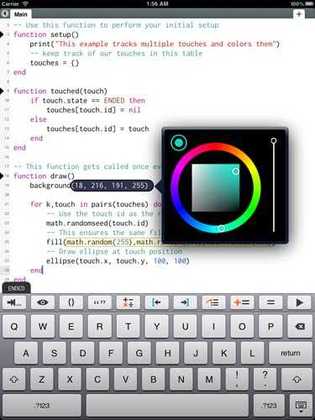 Carrier
1:56 AM
100%
Main
+
-- Use this function to perform your initial setup
function setup()
print("This example tracks multiple touches and colors them")
-- keep track of our touches in this table
touches = {}
end
function touched(touch)
if touch.state == ENDED then
touches[touch.id] = nil
else
touches[touch.id] = touch
end
end
-- This function gets called once eve
function draw()
background(18, 216, 191, 255)
for k,touch in pairs(touches) do
-- Use the touch id as the r
math.randomseed(touch.id)
-- This ensures the same fil
fill(math.random(255),math.r
-- Draw ellipse at touch position
ellipse(touch.x, touch.y, 100, 100)
end
end
ENDED
Q W E R T Y U I O P
A S D F G H J K L return
Z X C V B N M ! , ? .
.?123 .?123